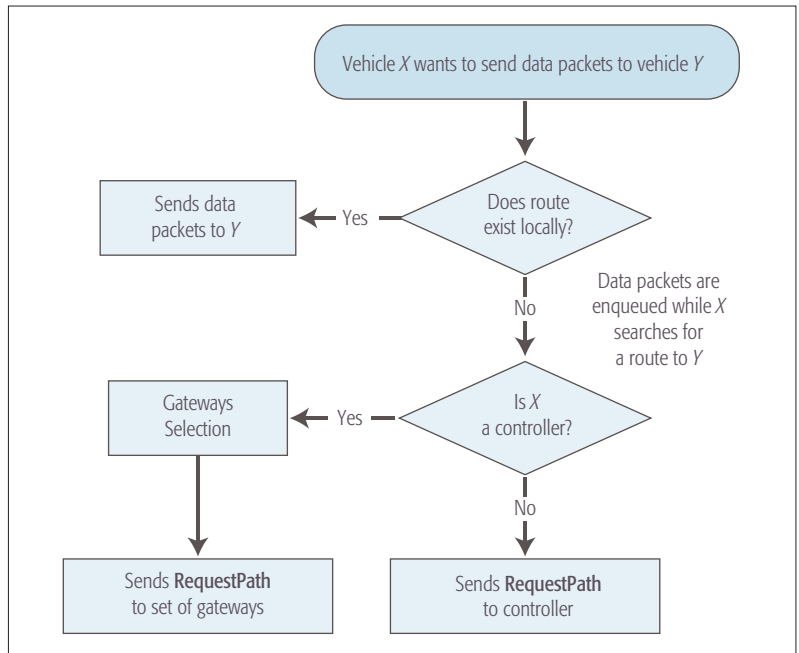 Vehicle X wants to send data packets to vehicle Y
Does route
exist locally?
Yes
Sends data
packets to Y
No
Data packets are
enqueued while X
searches for
a route to Y
Is X
a controller?
Yes
Gateways
Selection
No
Sends RequestPath
to set of gateways
Sends RequestPath
to controller